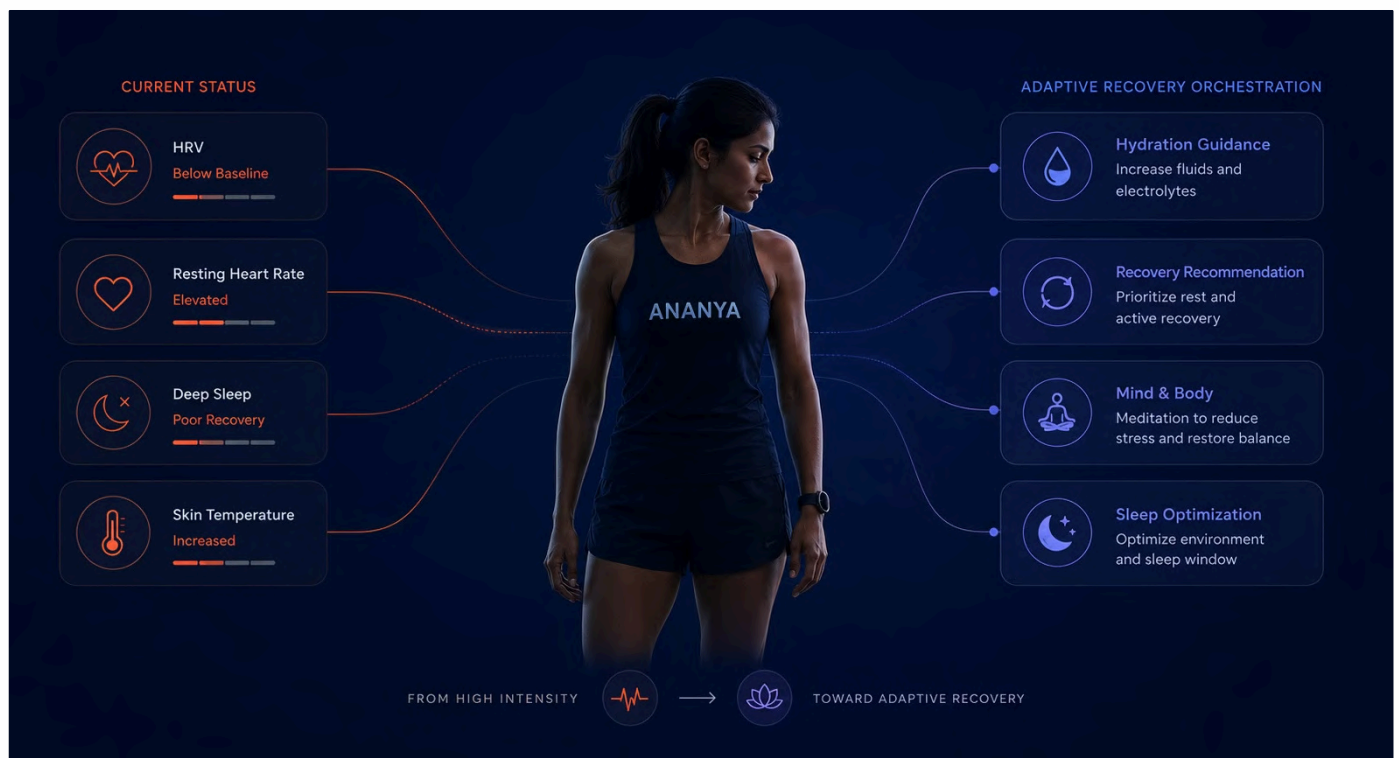 CURRENT STATUS
HRV
Below Baseline
Resting Heart Rate
Elevated
Deep Sleep
Poor Recovery
Skin Temperature
Increased
ANANYA
ADAPTIVE RECOVERY ORCHESTRATION
Hydration Guidance
Increase fluids and
electrolytes
Recovery Recommendation
Prioritize rest and
active recovery
Mind & Body
Meditation to reduce
stress and restore balance
Sleep Optimization
Optimize environment
and sleep window
FROM HIGH INTENSITY
TOWARD ADAPTIVE RECOVERY